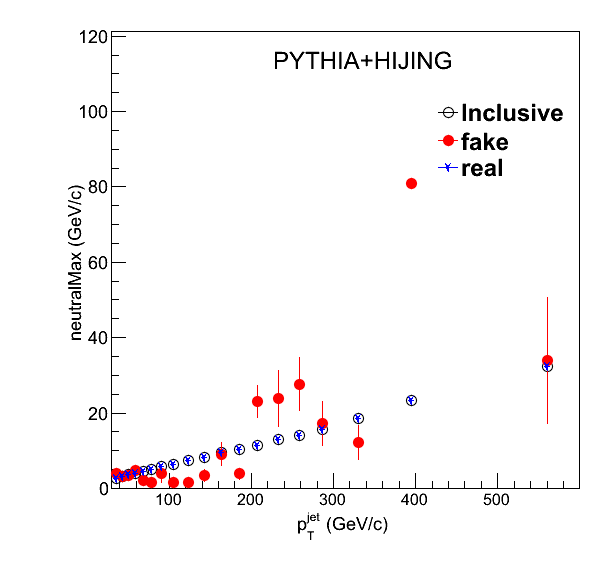 120
PYTHIA+HIJING
100
Inclusive
fake
real
80
neutralMax (GeV/c)
60
40
20
0
100 200 300 400 500
p_T^jet (GeV/c)